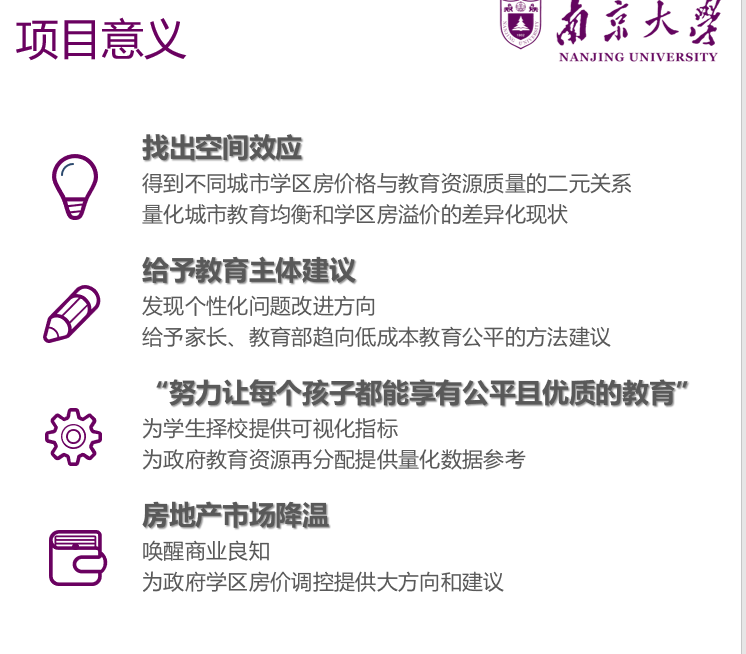 项目意义
南京大学
NANJING UNIVERSITY
找出空间效应
得到不同城市学区房价格与教育资源质量的二元关系
量化城市教育均衡和学区房溢价的差异化现状
给予教育主体建议
发现个性化问题改进方向
给予家长、教育部趋向低成本教育公平的方法建议
“努力让每个孩子都能享有公平且优质的教育”
为学生择校提供可视化指标
为政府教育资源再分配提供量化数据参考
房地产市场降温
唤醒商业良知
为政府学区房价调控提供大方向和建议